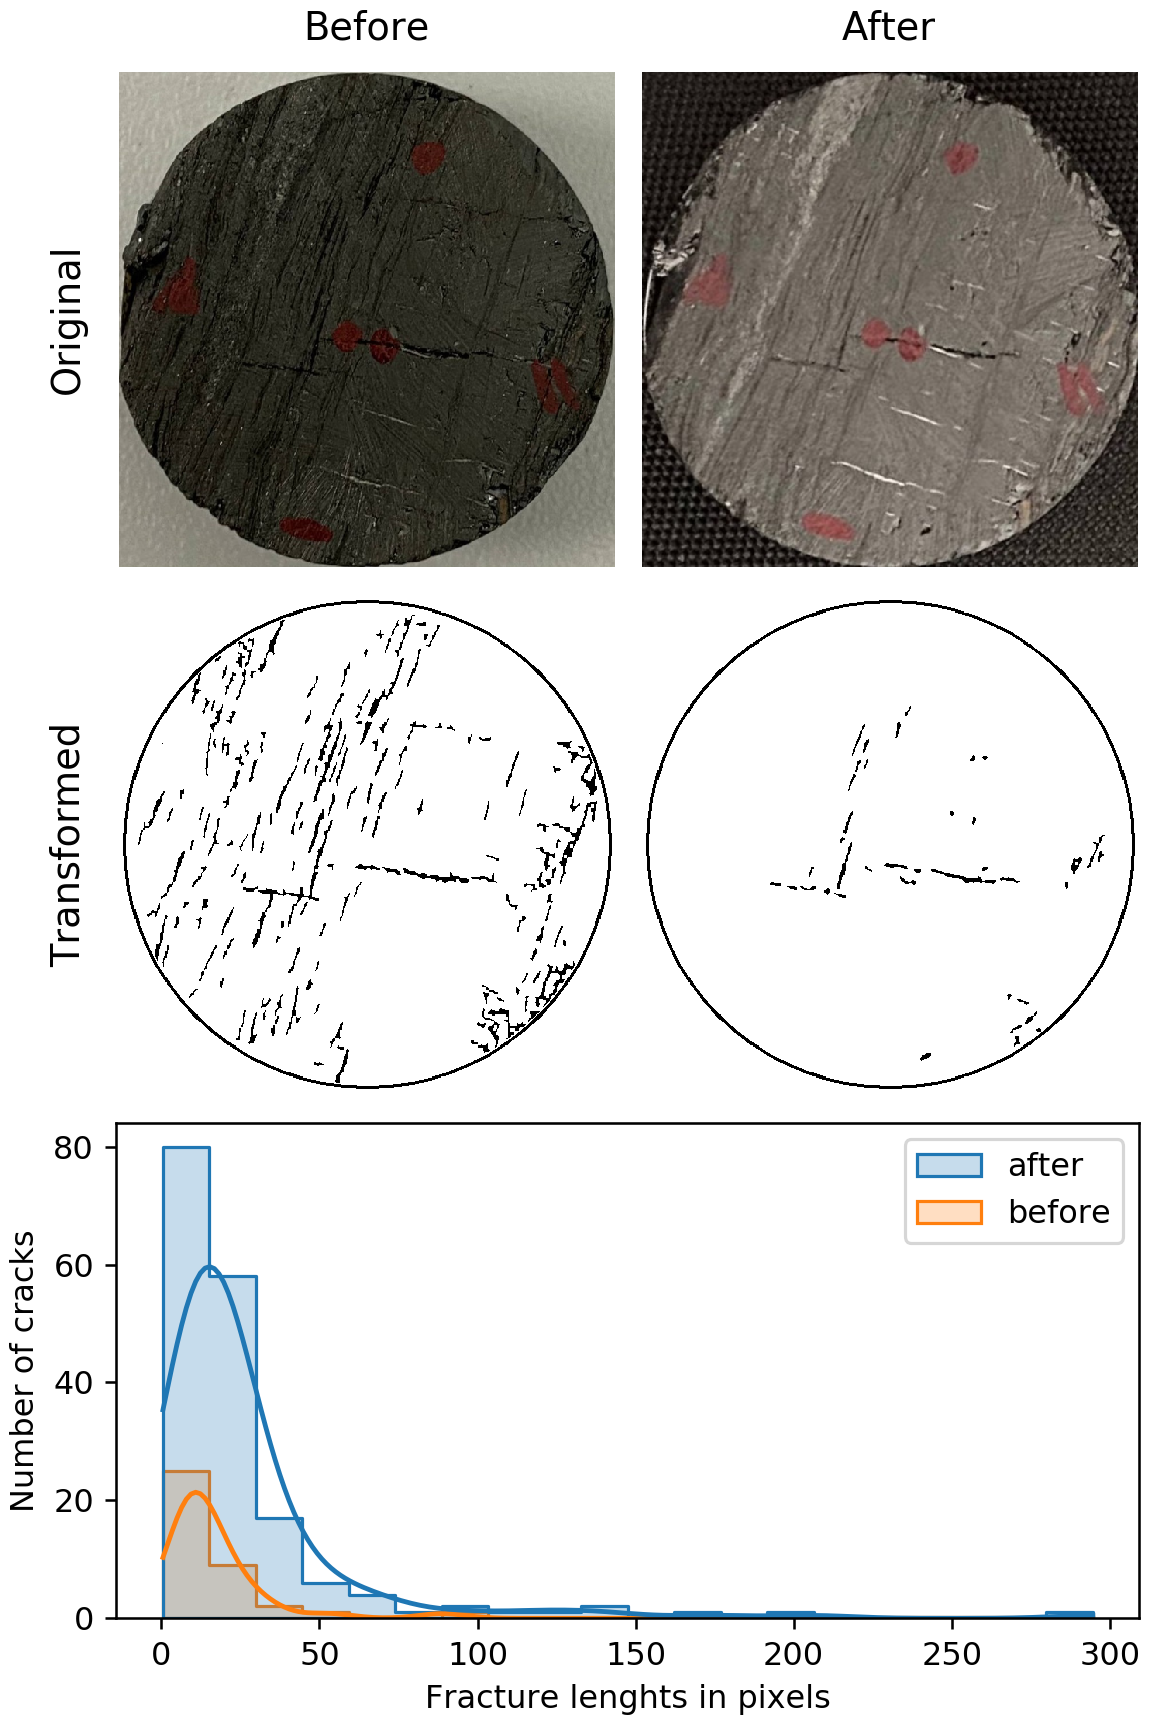 Before
After
Original
Transformed
80
60
40
20
0
Number of cracks
after
before
0 50 100 150 200 250 300
Fracture lenghts in pixels